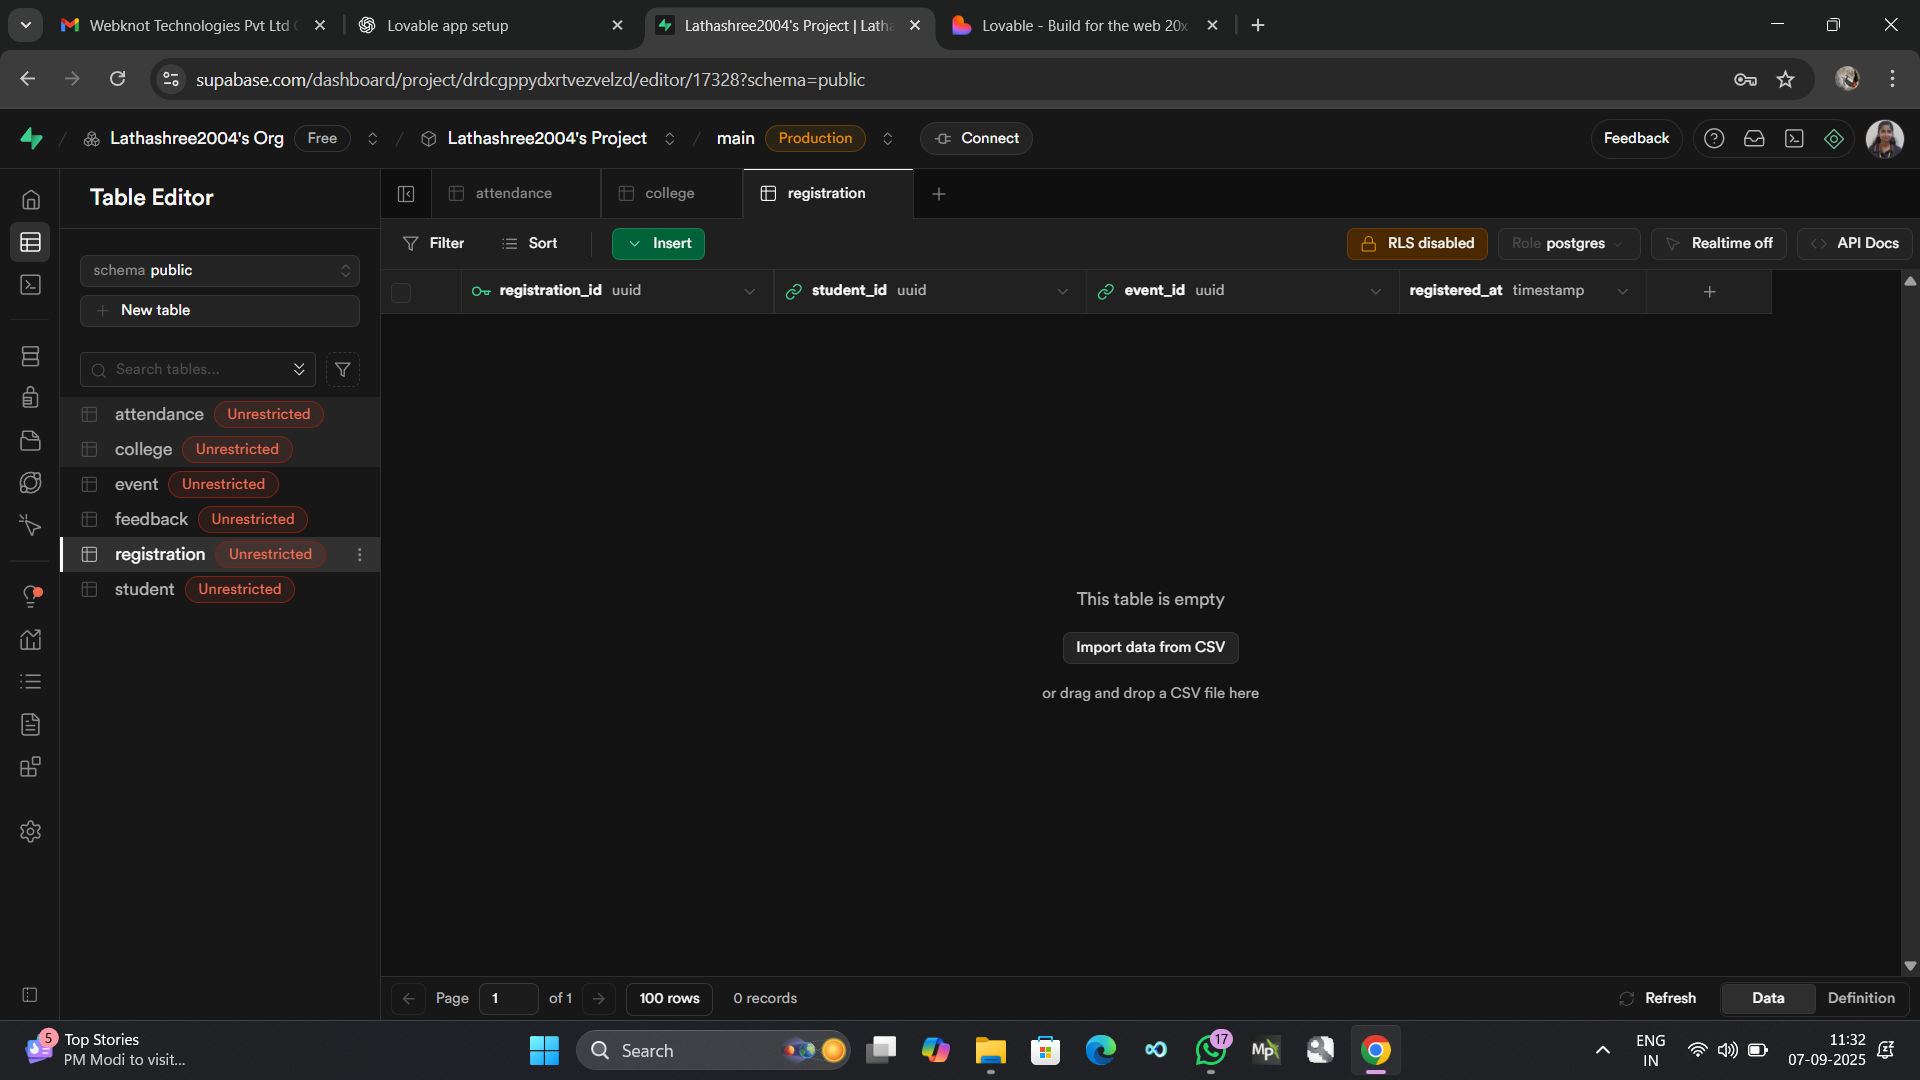 Webknot Technologies Pvt Ltd
Lovable app setup
Lathashree2004's Project | Lath
Lovable - Build for the web 20x
supabase.com/dashboard/project/drdcgppydxrtvezvelzd/editor/17328?schema=public
Lathashree2004's Org Free
Lathashree2004's Project
main Production
Connect
Feedback
Table Editor
attendance
college
registration
Filter
Sort
Insert
RLS disabled
Role postgres
Realtime off
API Docs
schema public
New table
Search tables...
registration_id uuid
student_id uuid
event_id uuid
registered_at timestamp
attendance Unrestricted
college Unrestricted
event Unrestricted
feedback Unrestricted
registration Unrestricted
student Unrestricted
This table is empty
Import data from CSV
or drag and drop a CSV file here
Page 1 of 1
100 rows
0 records
Refresh
Data
Definition
5
Top Stories
PM Modi to visit...
Search
17
Mp
ENG
IN
11:32
07-09-2025